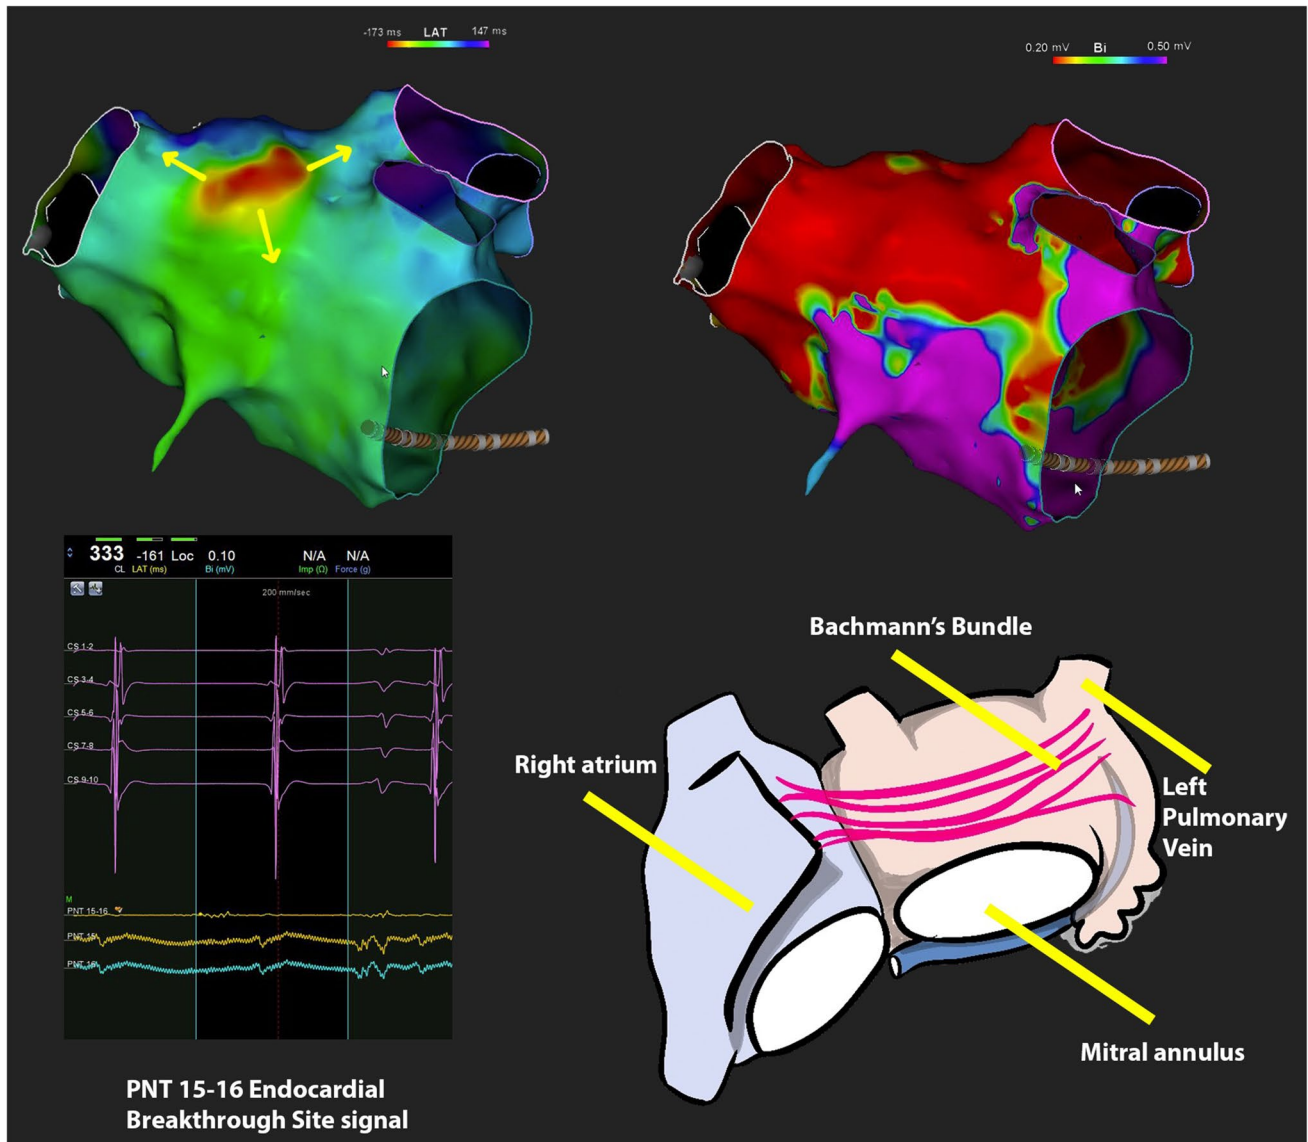 -173 ms LAT 147 ms
0.20 mV Bi 0.50 mV
333 -161 Loc 0.10 N/A N/A
CL LAT (ms) Bi (mV) Imp (Ω) Force (g)
200 mm/sec
CS 1-2
CS 3-4
CS 5-6
CS 7-8
CS 9-10
M
PNT 15-16
PNT 15
PNT 16
PNT 15-16 Endocardial
Breakthrough Site signal
Bachmann's Bundle
Right atrium
Left
Pulmonary
Vein
Mitral annulus